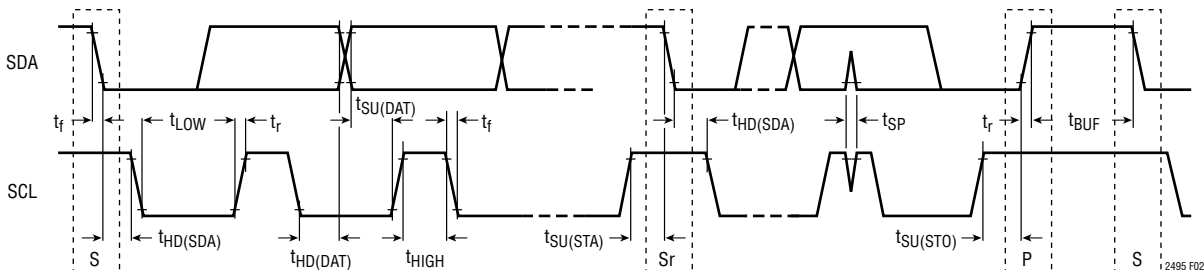 SDA
t_SU(DAT)
t_f t_LOW t_r t_f t_HD(SDA) t_SP t_r t_BUF
SCL
t_HD(SDA) t_HD(DAT) t_HIGH t_SU(STA) t_SU(STO)
S Sr P S
2495 F02